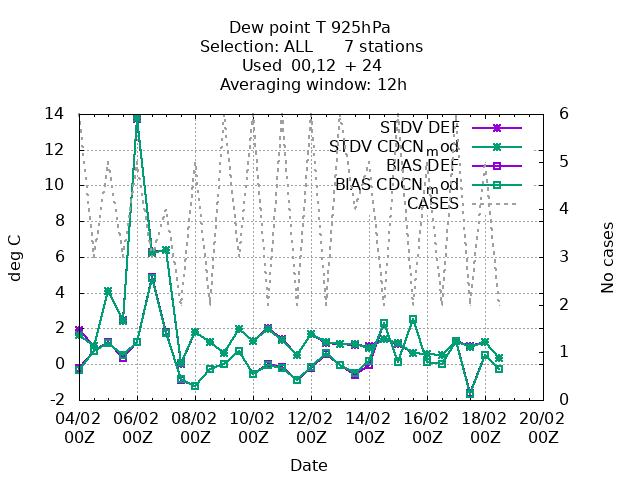 Dew point T 925hPa
Selection: ALL 7 stations
Used 00,12 + 24
Averaging window: 12h
14 6
STDV DEF
STDV CDCN_mod
12 5
BIAS DEF
10 BIAS CDCN_mod
CASES
8 4
deg C
No cases
6 3
4
2 2
0 1
-2 0
04/02 06/02 08/02 10/02 12/02 14/02 16/02 18/02 20/02
00Z 00Z 00Z 00Z 00Z 00Z 00Z 00Z 00Z
Date